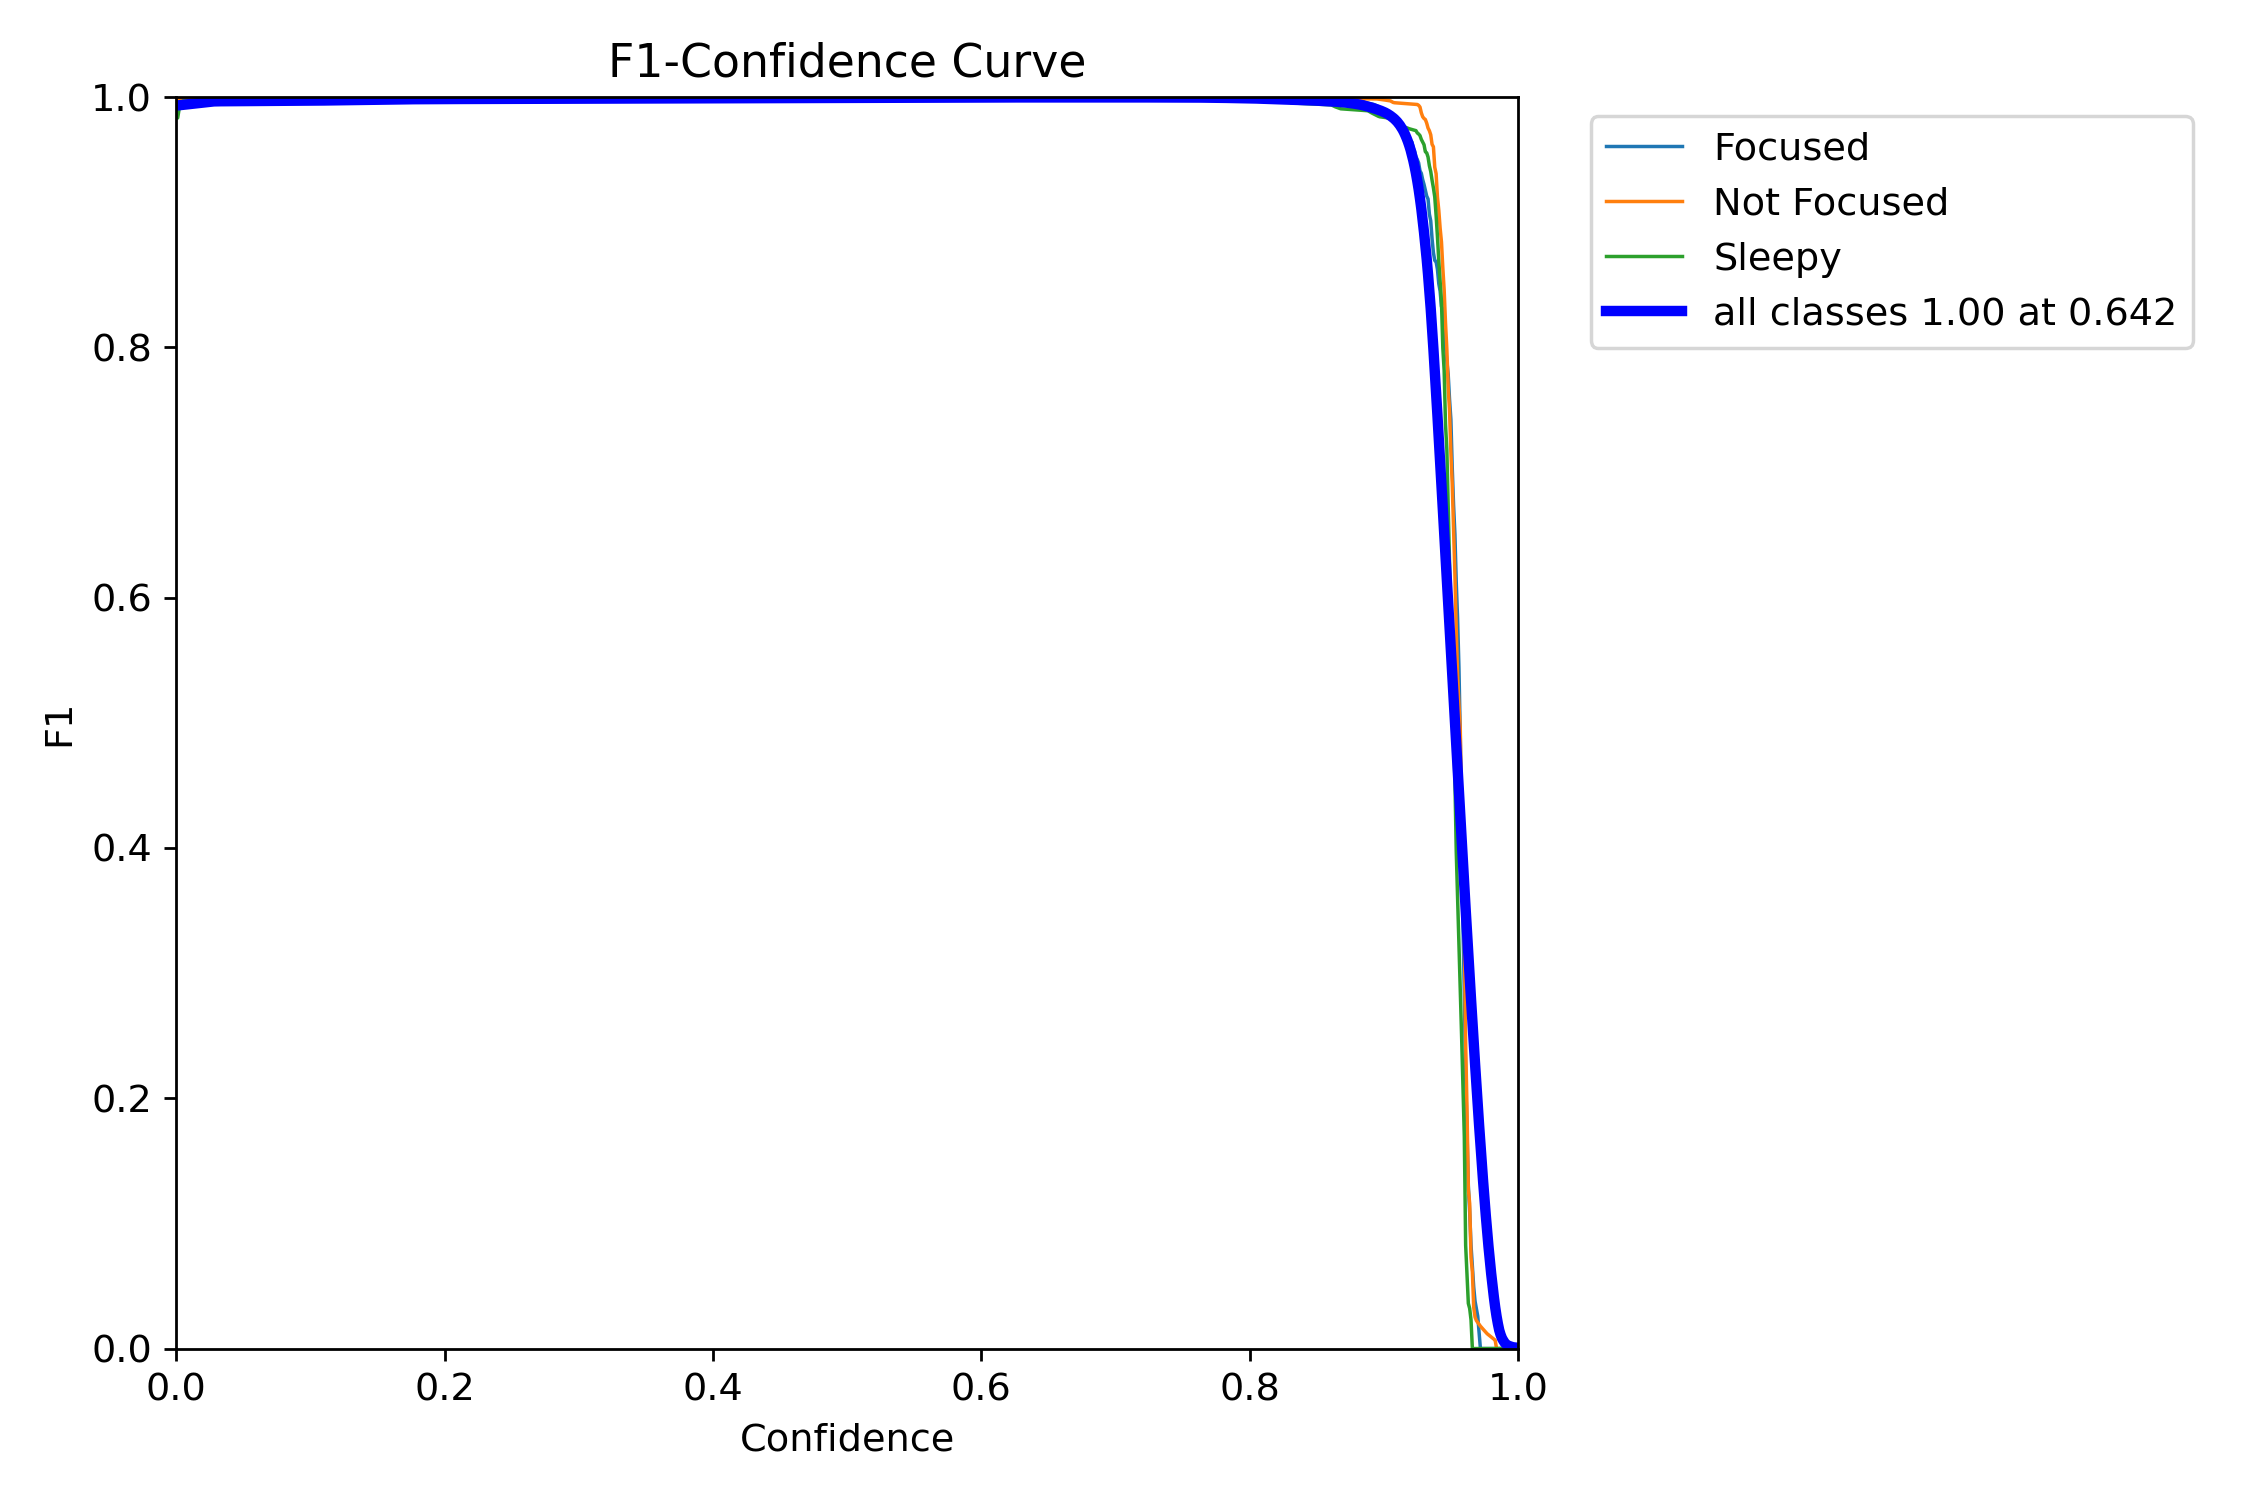 F1-Confidence Curve
1.0
0.8
0.6
0.4
0.2
0.0
F1
0.0 0.2 0.4 0.6 0.8 1.0
Confidence
Focused
Not Focused
Sleepy
all classes 1.00 at 0.642